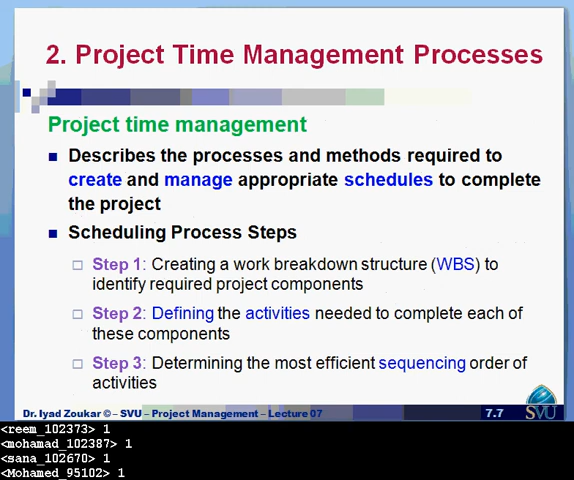 2. Project Time Management Processes
Project time management
Describes the processes and methods required to
create and manage appropriate schedules to complete
the project
Scheduling Process Steps
Step 1: Creating a work breakdown structure (WBS) to
identify required project components
Step 2: Defining the activities needed to complete each of
these components
Step 3: Determining the most efficient sequencing order of
activities
Dr. Iyad Zoukar © – SVU – Project Management – Lecture 07
7.7
SVU
<reem_102373> 1
<mohamad_102387> 1
<sana_102670> 1
<Mohamed_95102> 1